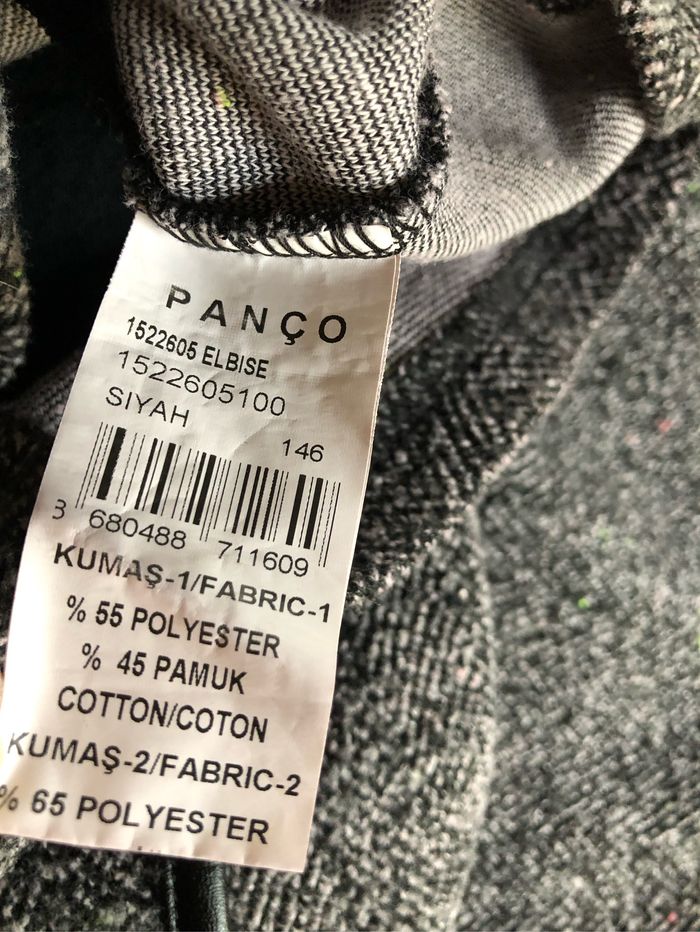 PANÇO
1522605 ELBISE
1522605100
SIYAH
146
8 680488 711609
KUMAŞ-1/FABRIC-1
% 55 POLYESTER
% 45 PAMUK
COTTON/COTON
KUMAŞ-2/FABRIC-2
% 65 POLYESTER